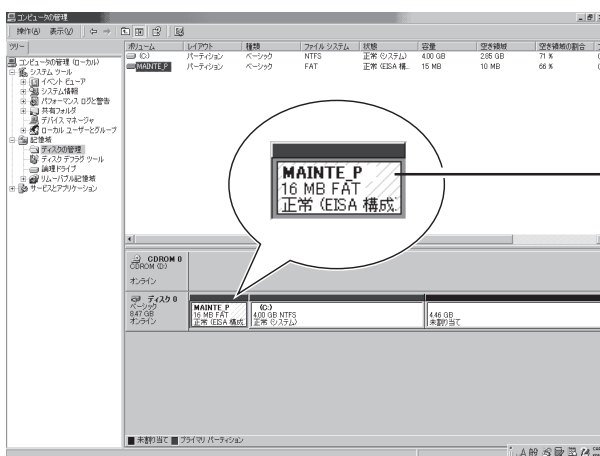 コンピュータの管理
操作(A) 表示(V)
ツリー
コンピュータの管理 (ローカル)
システム ツール
イベント ビューア
システム情報
パフォーマンス ログと警告
共有フォルダ
デバイス マネージャ
ローカル ユーザーとグループ
記憶域
ディスクの管理
ディスク デフラグ ツール
論理ドライブ
リムーバブル記憶域
サービスとアプリケーション
ボリューム レイアウト 種類 ファイル システム 状態 容量 空き領域 空き領域の割合
(C:) パーティション ベーシック NTFS 正常 (システム) 4.00 GB 2.85 GB 71 %
MAINTE_P パーティション ベーシック FAT 正常 (EISA 構.. 15 MB 10 MB 66 %
MAINTE_P
16 MB FAT
正常 (EISA 構成.
CDROM 0
CDROM (D:)
オンライン
ディスク 0
ベーシック
8.47 GB
オンライン
MAINTE_P
16 MB FAT
正常 (EISA 構成.
(C:)
4.00 GB NTFS
正常 (システム)
4.46 GB
未割り当て
未割り当て プライマリ パーティション
A 般